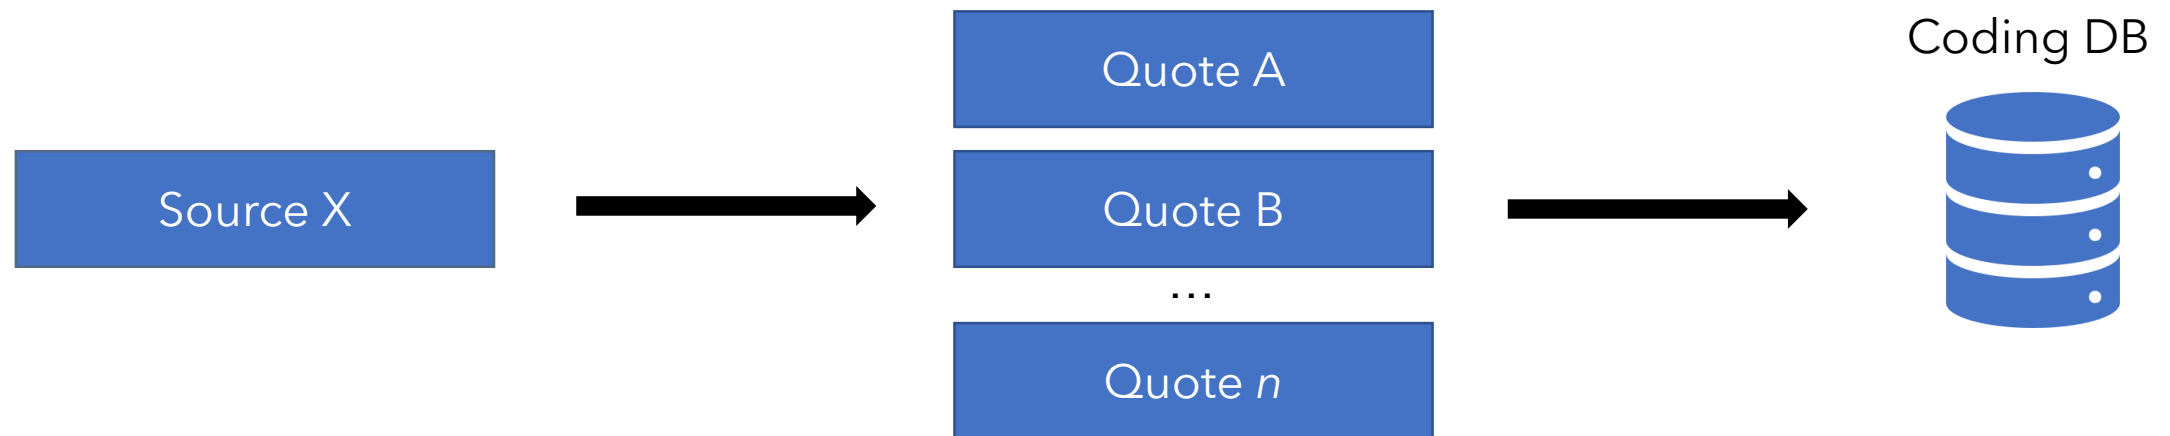 Source X
Quote A
Quote B
...
Quote n
Coding DB